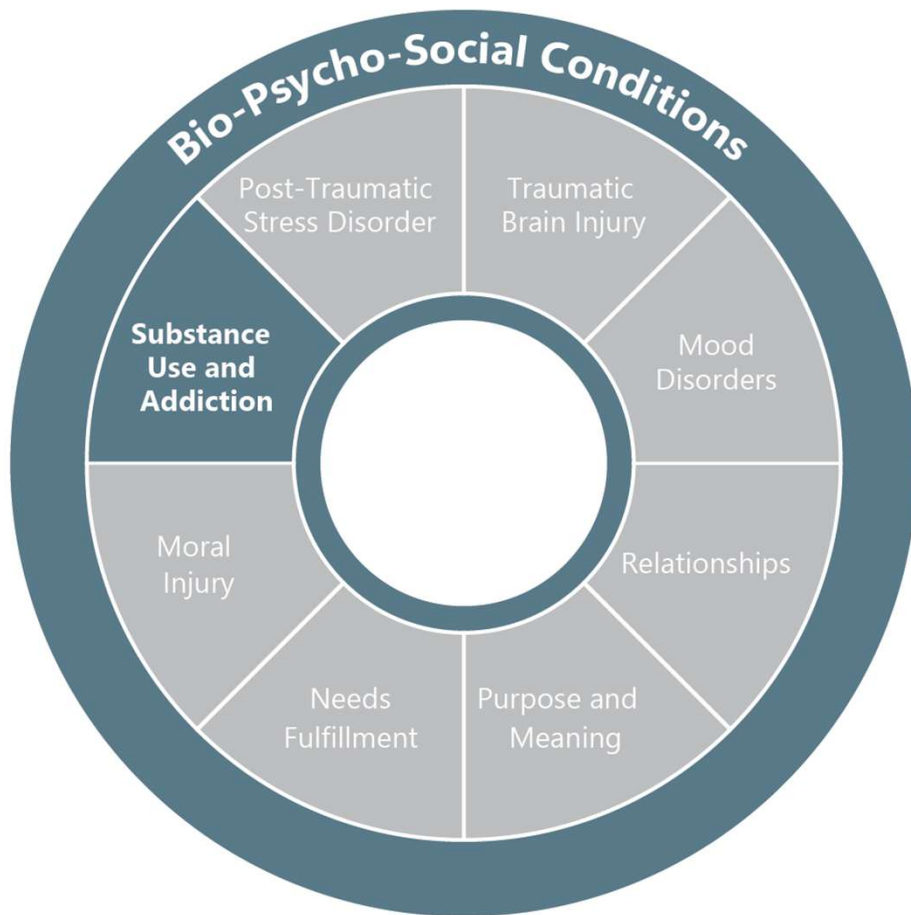 Bio-Psycho-Social Conditions
Post-Traumatic
Stress Disorder
Traumatic
Brain Injury
Mood
Disorders
Relationships
Purpose and
Meaning
Needs
Fulfillment
Moral
Injury
Substance
Use and
Addiction